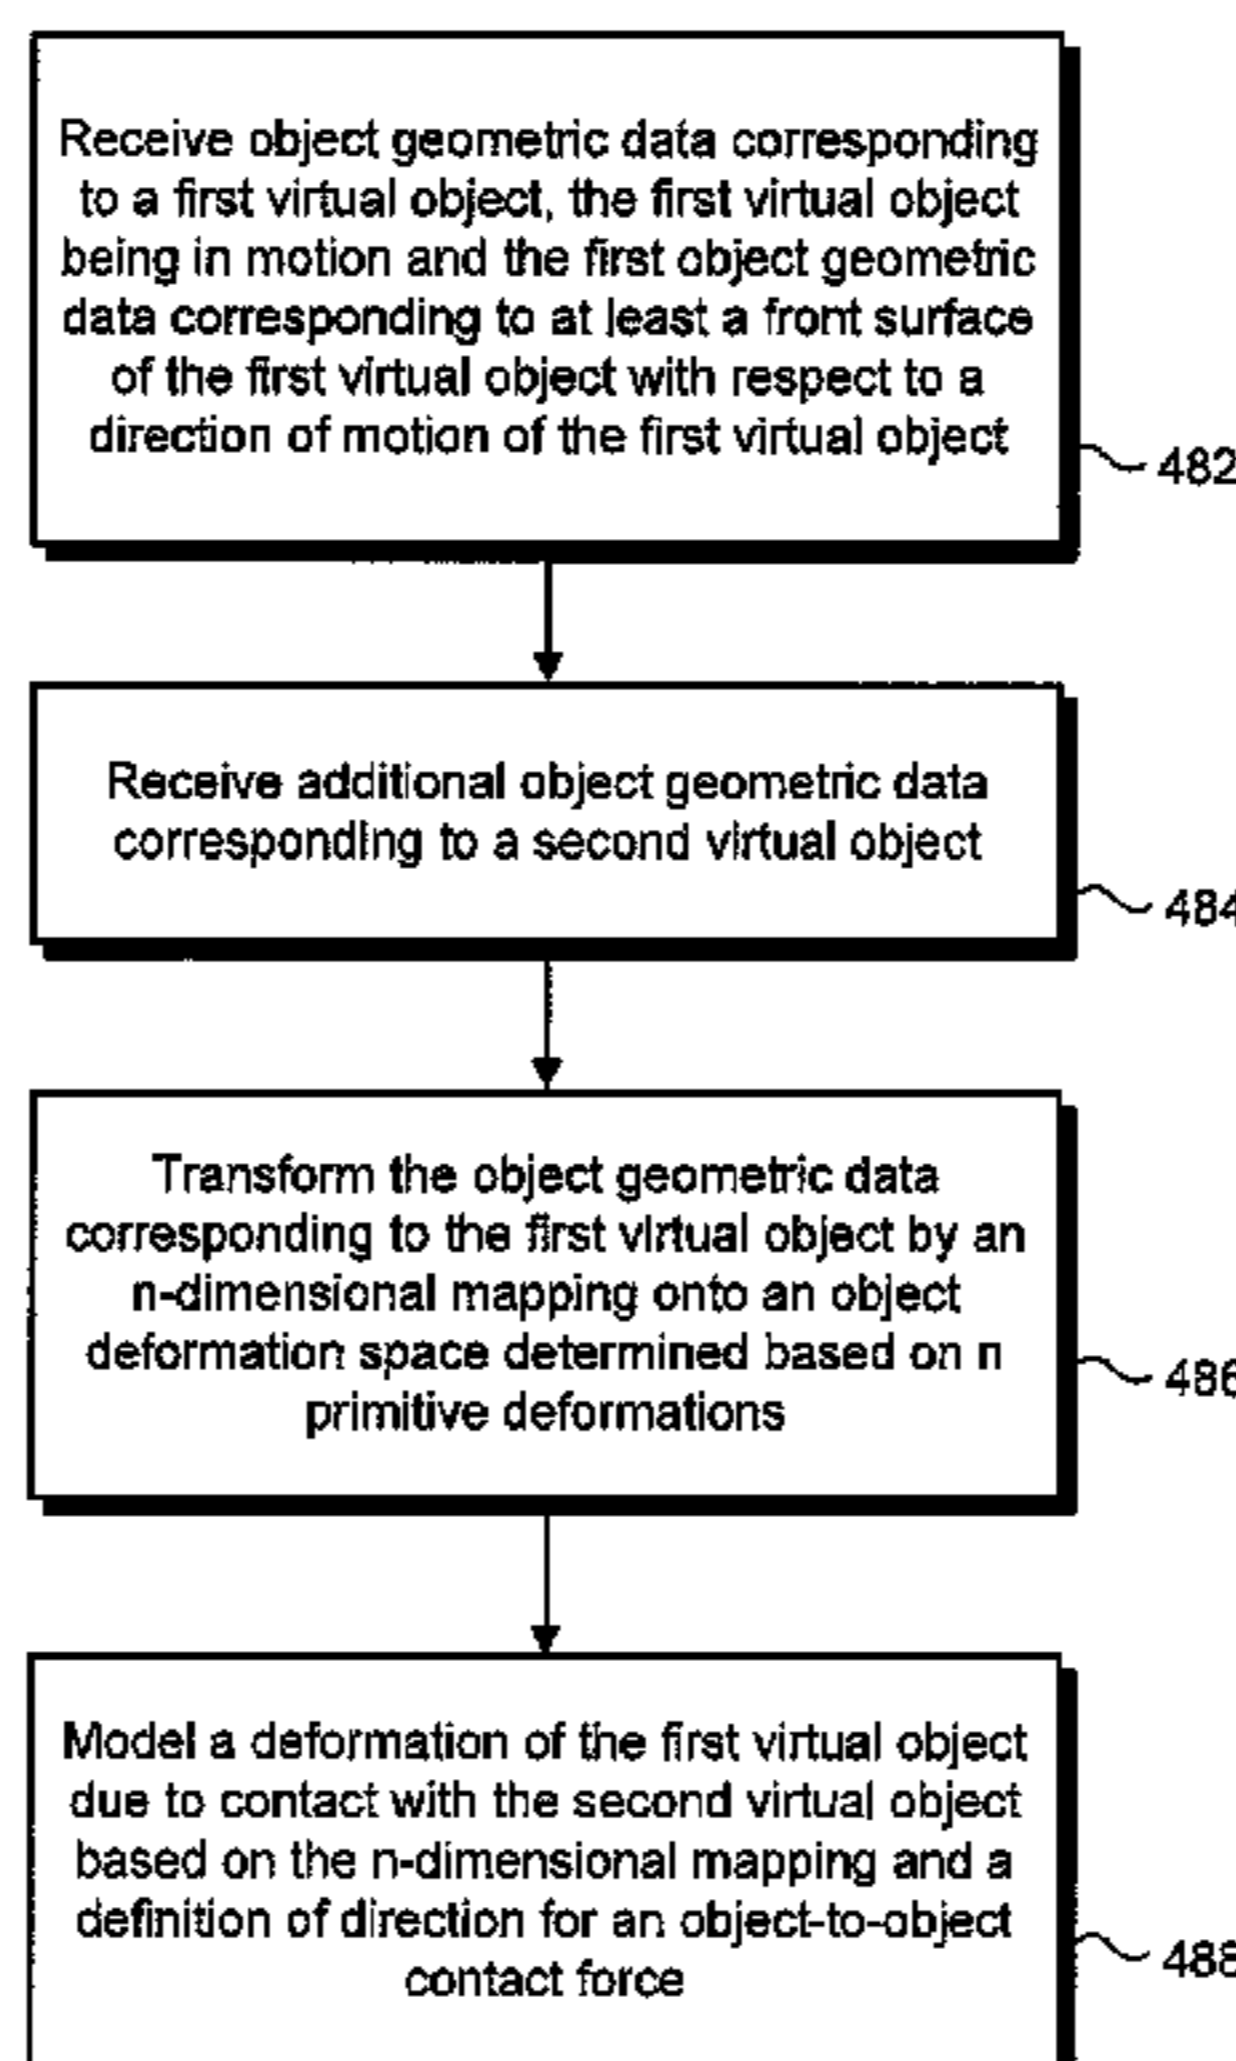 Receive object geometric data corresponding
to a first virtual object, the first virtual object
being in motion and the first object geometric
data corresponding to at least a front surface
of the first virtual object with respect to a
direction of motion of the first virtual object
482
Receive additional object geometric data
corresponding to a second virtual object
484
Transform the object geometric data
corresponding to the first virtual object by an
n-dimensional mapping onto an object
deformation space determined based on n
primitive deformations
486
Model a deformation of the first virtual object
due to contact with the second virtual object
based on the n-dimensional mapping and a
definition of direction for an object-to-object
contact force
488